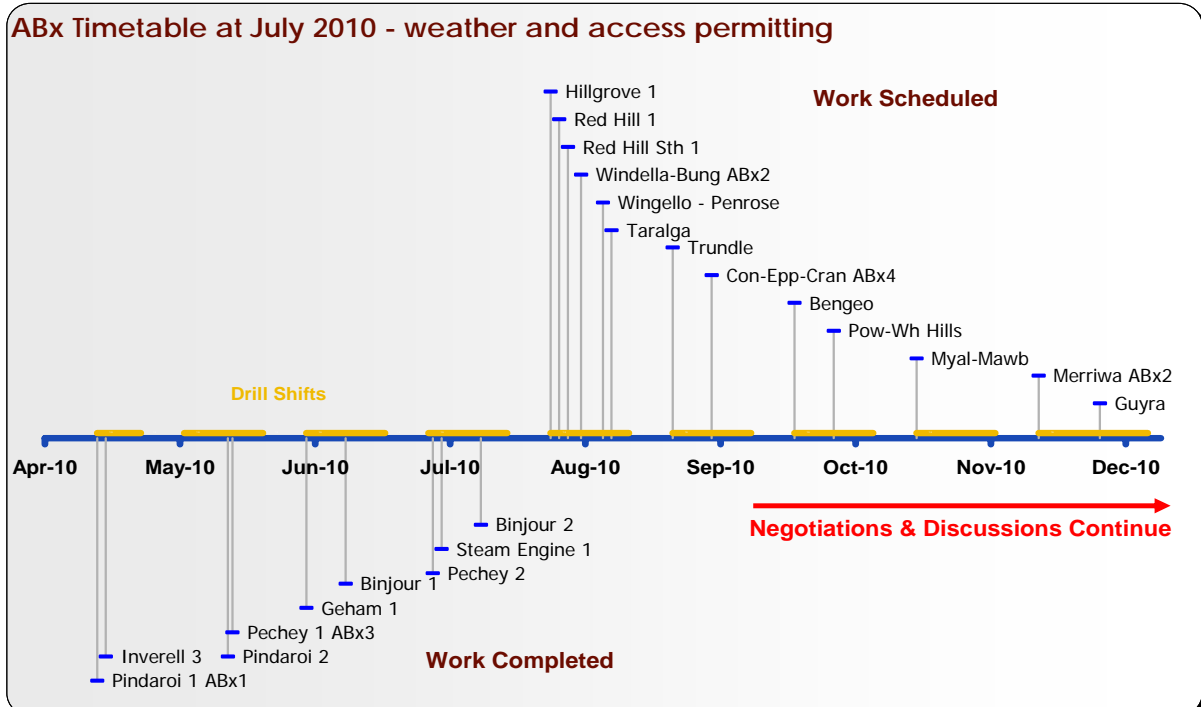 ABx Timetable at July 2010 - weather and access permitting
Hillgrove 1
Work Scheduled
Red Hill 1
Red Hill Sth 1
Windella-Bung ABx2
Wingello - Penrose
Taralga
Trundle
Con-Epp-Cran ABx4
Bengeo
Pow-Wh Hills
Myal-Mawb
Merriwa ABx2
Drill Shifts
Guyra
Apr-10 May-10 Jun-10 Jul-10 Aug-10 Sep-10 Oct-10 Nov-10 Dec-10
Negotiations & Discussions Continue
Binjour 2
Steam Engine 1
Pechey 2
Binjour 1
Geham 1
Pechey 1 ABx3
Inverell 3
Pindaroi 2
Work Completed
Pindaroi 1 ABx1